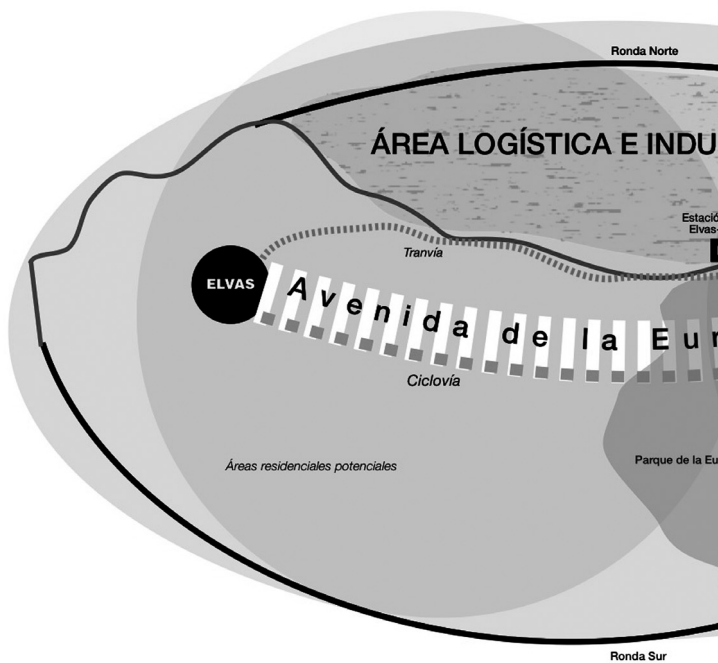 Ronda Norte
ÁREA LOGÍSTICA E INDU
Estació
Elvas-
Tranvía
ELVAS
Avenida de la Eur
Ciclovía
Parque de la Eu
Áreas residenciales potenciales
Ronda Sur